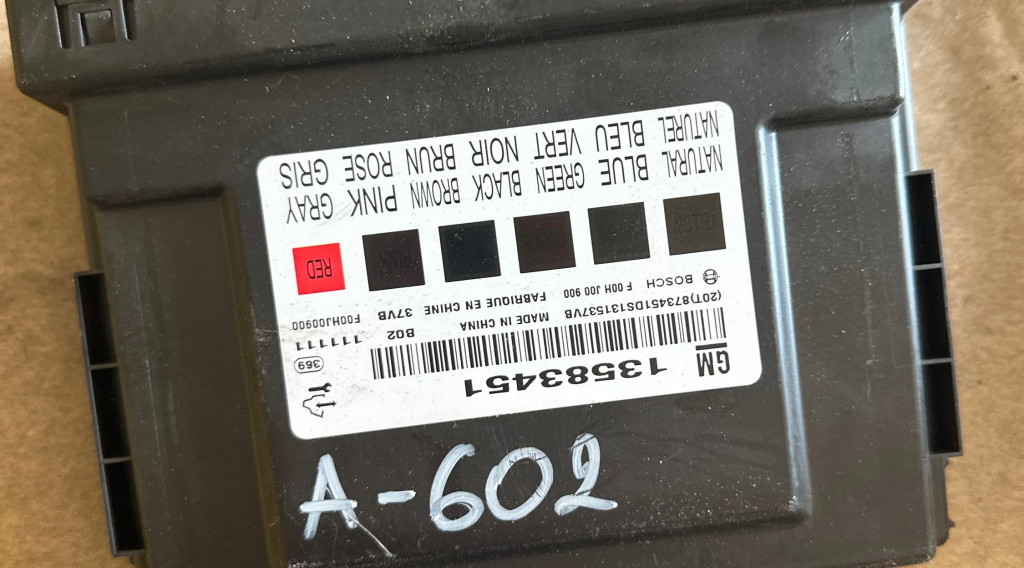 GM 13583451
369
(20T)873451DS131537VB MADE IN CHINA B02 111111
BOSCH F 00H J00 900 FABRIQUE EN CHINE 37VB F00HJ00900
RED
NATURAL BLUE GREEN BLACK BROWN PINK GRAY
NATUREL BLEU VERT NOIR BRUN ROSE GRIS
A-602